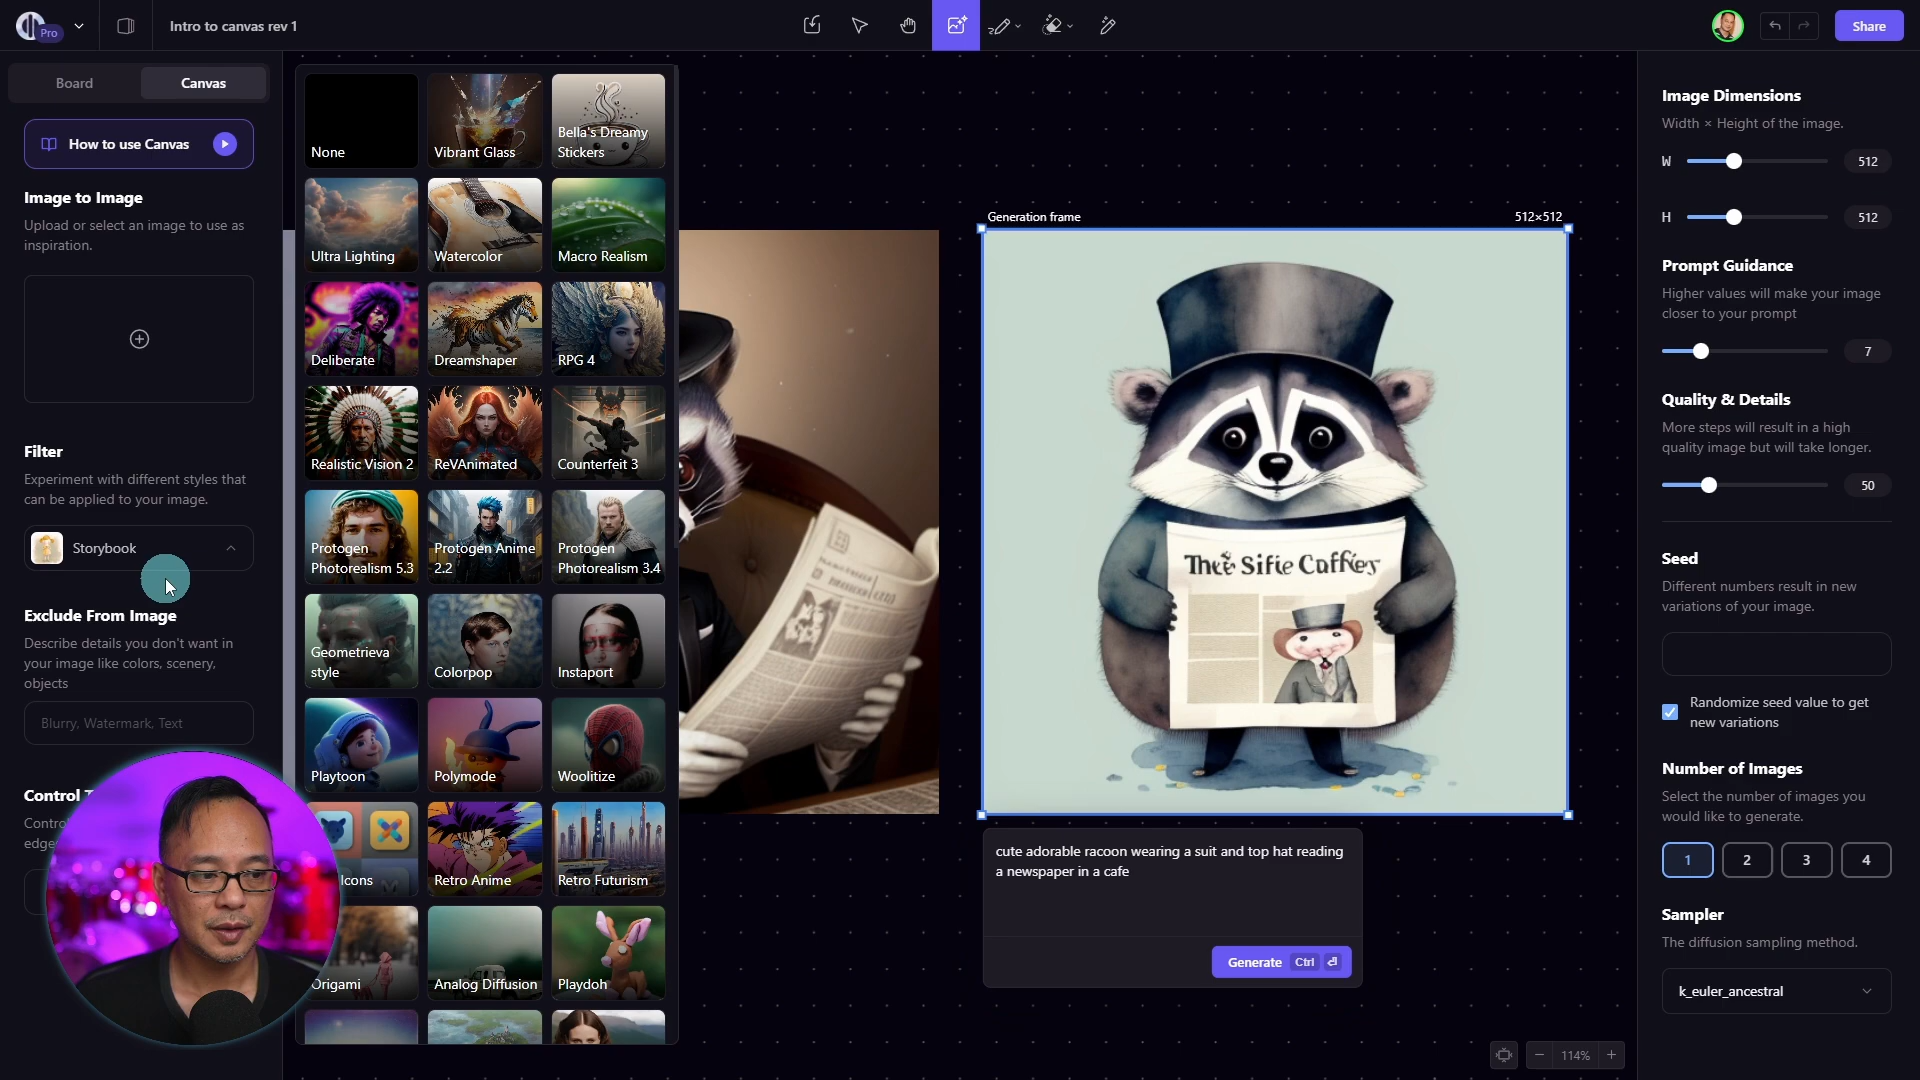 Pro
Intro to canvas rev 1
Share
Board
Canvas
How to use Canvas
Image to Image
Upload or select an image to use as
inspiration.
Filter
Experiment with different styles that
can be applied to your image.
Storybook
Exclude From Image
Describe details you don't want in
your image like colors, scenery,
objects
Blurry, Watermark, Text
Control
None
Vibrant Glass
Bella's Dreamy
Stickers
Ultra Lighting
Watercolor
Macro Realism
Deliberate
Dreamshaper
RPG 4
Realistic Vision 2
ReVAnimated
Counterfeit 3
Protogen
Photorealism 5.3
Protogen Anime
2.2
Protogen
Photorealism 3.4
Geometrieva
style
Colorpop
Instaport
Playtoon
Polymode
Woolitize
Icons
Retro Anime
Retro Futurism
Origami
Analog Diffusion
Playdoh
Generation frame
512×512
cute adorable racoon wearing a suit and top hat reading
a newspaper in a cafe
Generate Ctrl
114%
Image Dimensions
Width × Height of the image.
W
512
H
512
Prompt Guidance
Higher values will make your image
closer to your prompt
7
Quality & Details
More steps will result in a high
quality image but will take longer.
50
Seed
Different numbers result in new
variations of your image.
Randomize seed value to get
new variations
Number of Images
Select the number of images you
would like to generate.
1 2 3 4
Sampler
The diffusion sampling method.
k_euler_ancestral